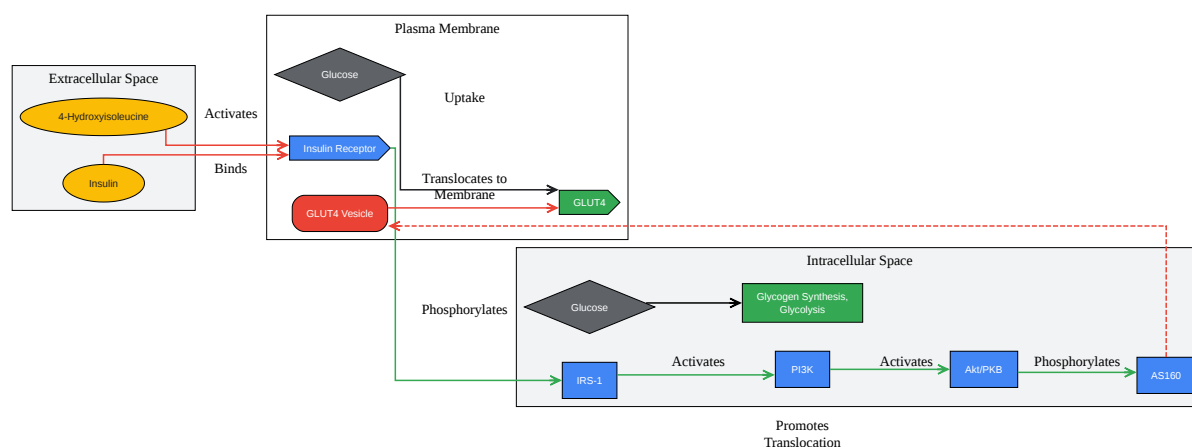 Plasma Membrane
Extracellular Space
Glucose
Uptake
4-Hydroxyisoleucine
Activates
Insulin Receptor
Binds
Insulin
Translocates to
Membrane
GLUT4
GLUT4 Vesicle
Intracellular Space
Phosphorylates
Glucose
Glycogen Synthesis,
Glycolysis
IRS-1
Activates
PI3K
Activates
Akt/PKB
Phosphorylates
AS160
Promotes
Translocation